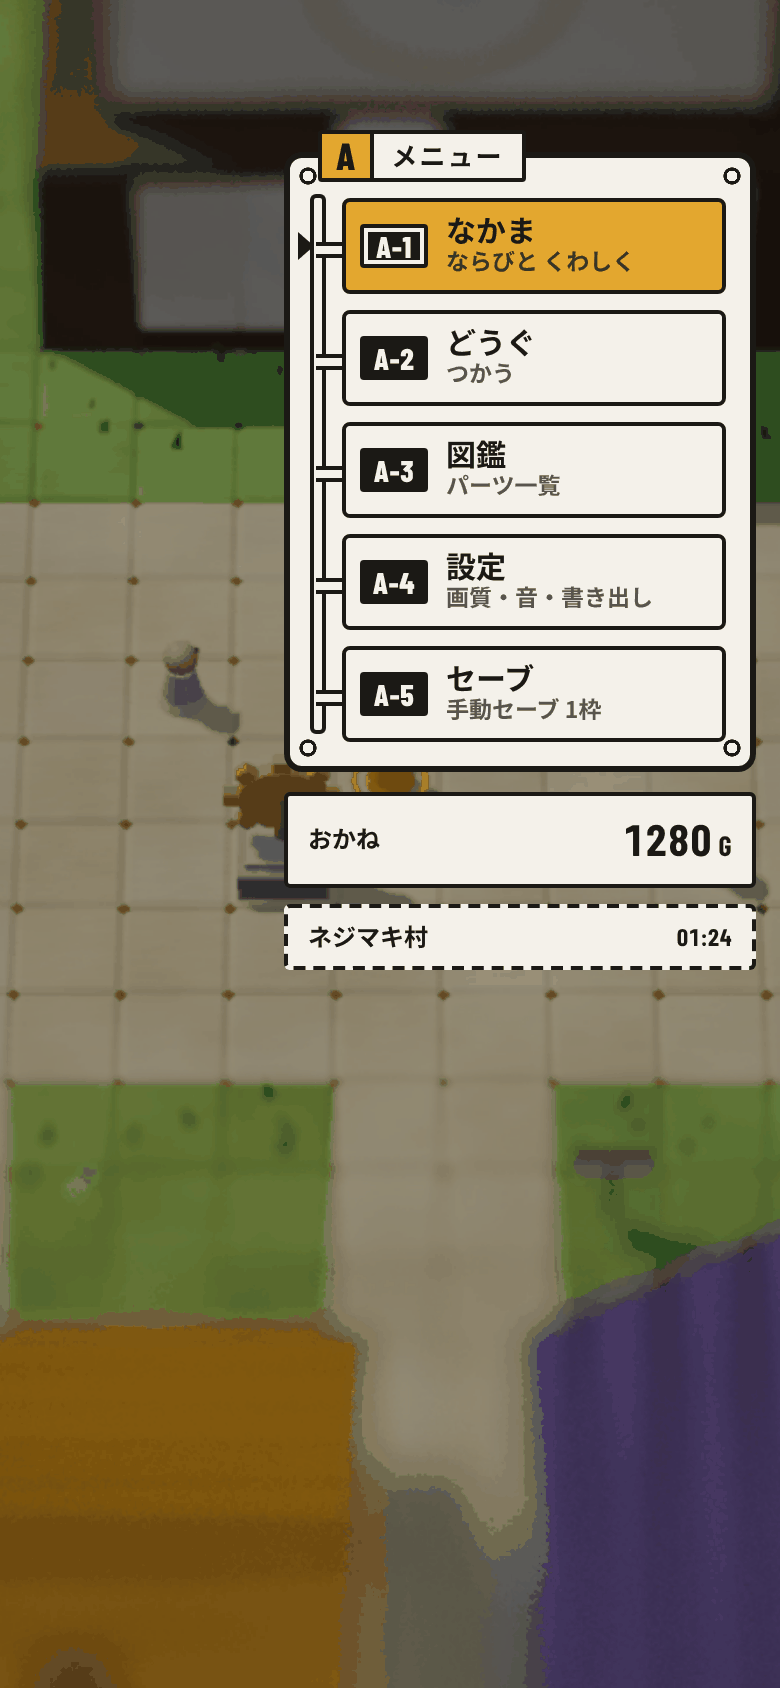 A メニュー
A-1 なかま
ならびと くわしく
A-2 どうぐ
つかう
A-3 図鑑
パーツ一覧
A-4 設定
画質・音・書き出し
A-5 セーブ
手動セーブ 1枠
おかね 1280 G
ネジマキ村 01:24